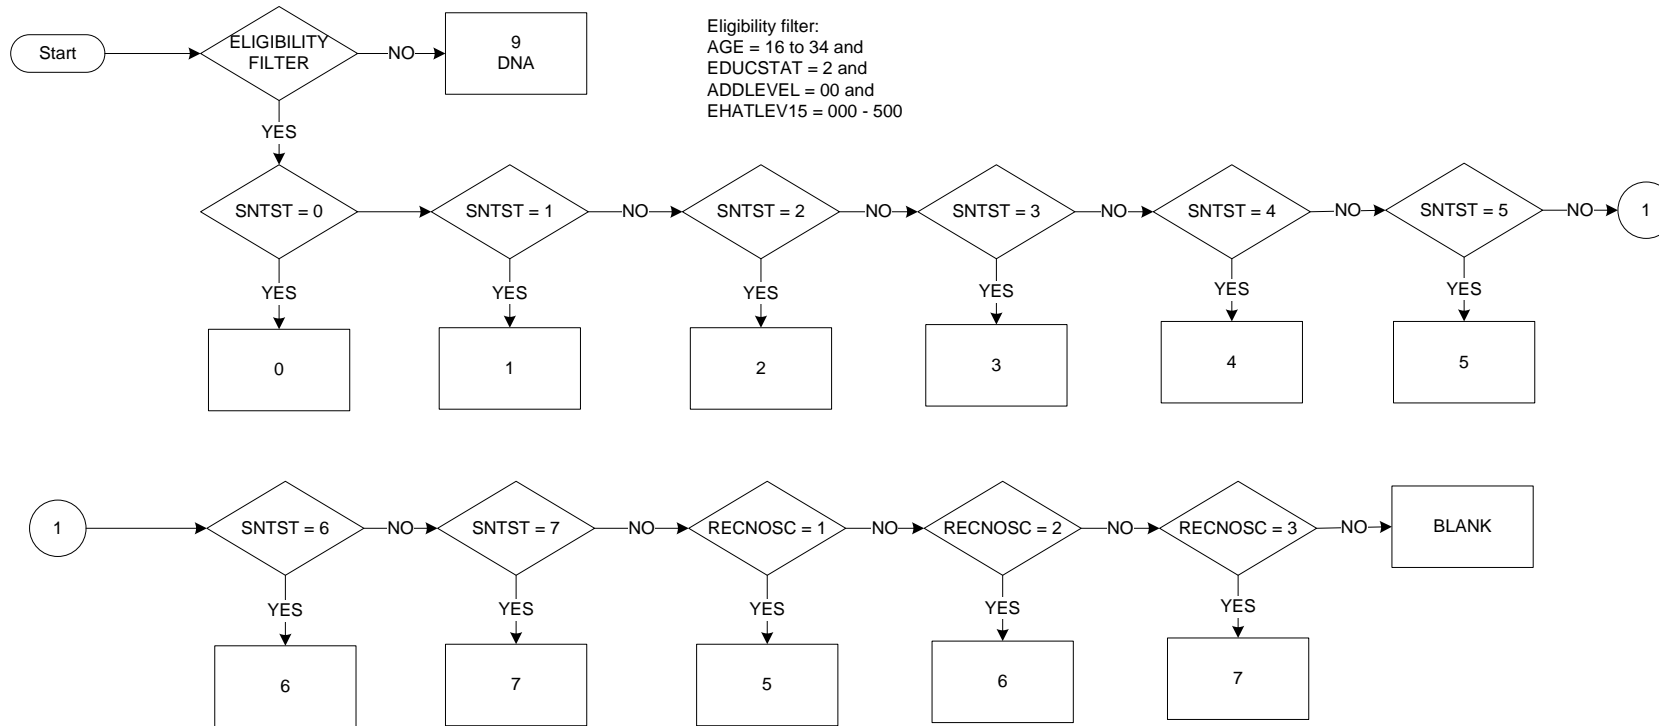 Start
ELIGIBILITY
FILTER
NO
9
DNA
Eligibility filter:
AGE = 16 to 34 and
EDUCSTAT = 2 and
ADDLEVEL = 00 and
EHATLEV15 = 000 - 500
YES
SNTST = 0
SNTST = 1
NO
SNTST = 2
NO
SNTST = 3
NO
SNTST = 4
NO
SNTST = 5
NO
1
YES
YES
YES
YES
YES
YES
0
1
2
3
4
5
1
SNTST = 6
NO
SNTST = 7
NO
RECNOSC = 1
NO
RECNOSC = 2
NO
RECNOSC = 3
NO
BLANK
YES
YES
YES
YES
YES
6
7
5
6
7